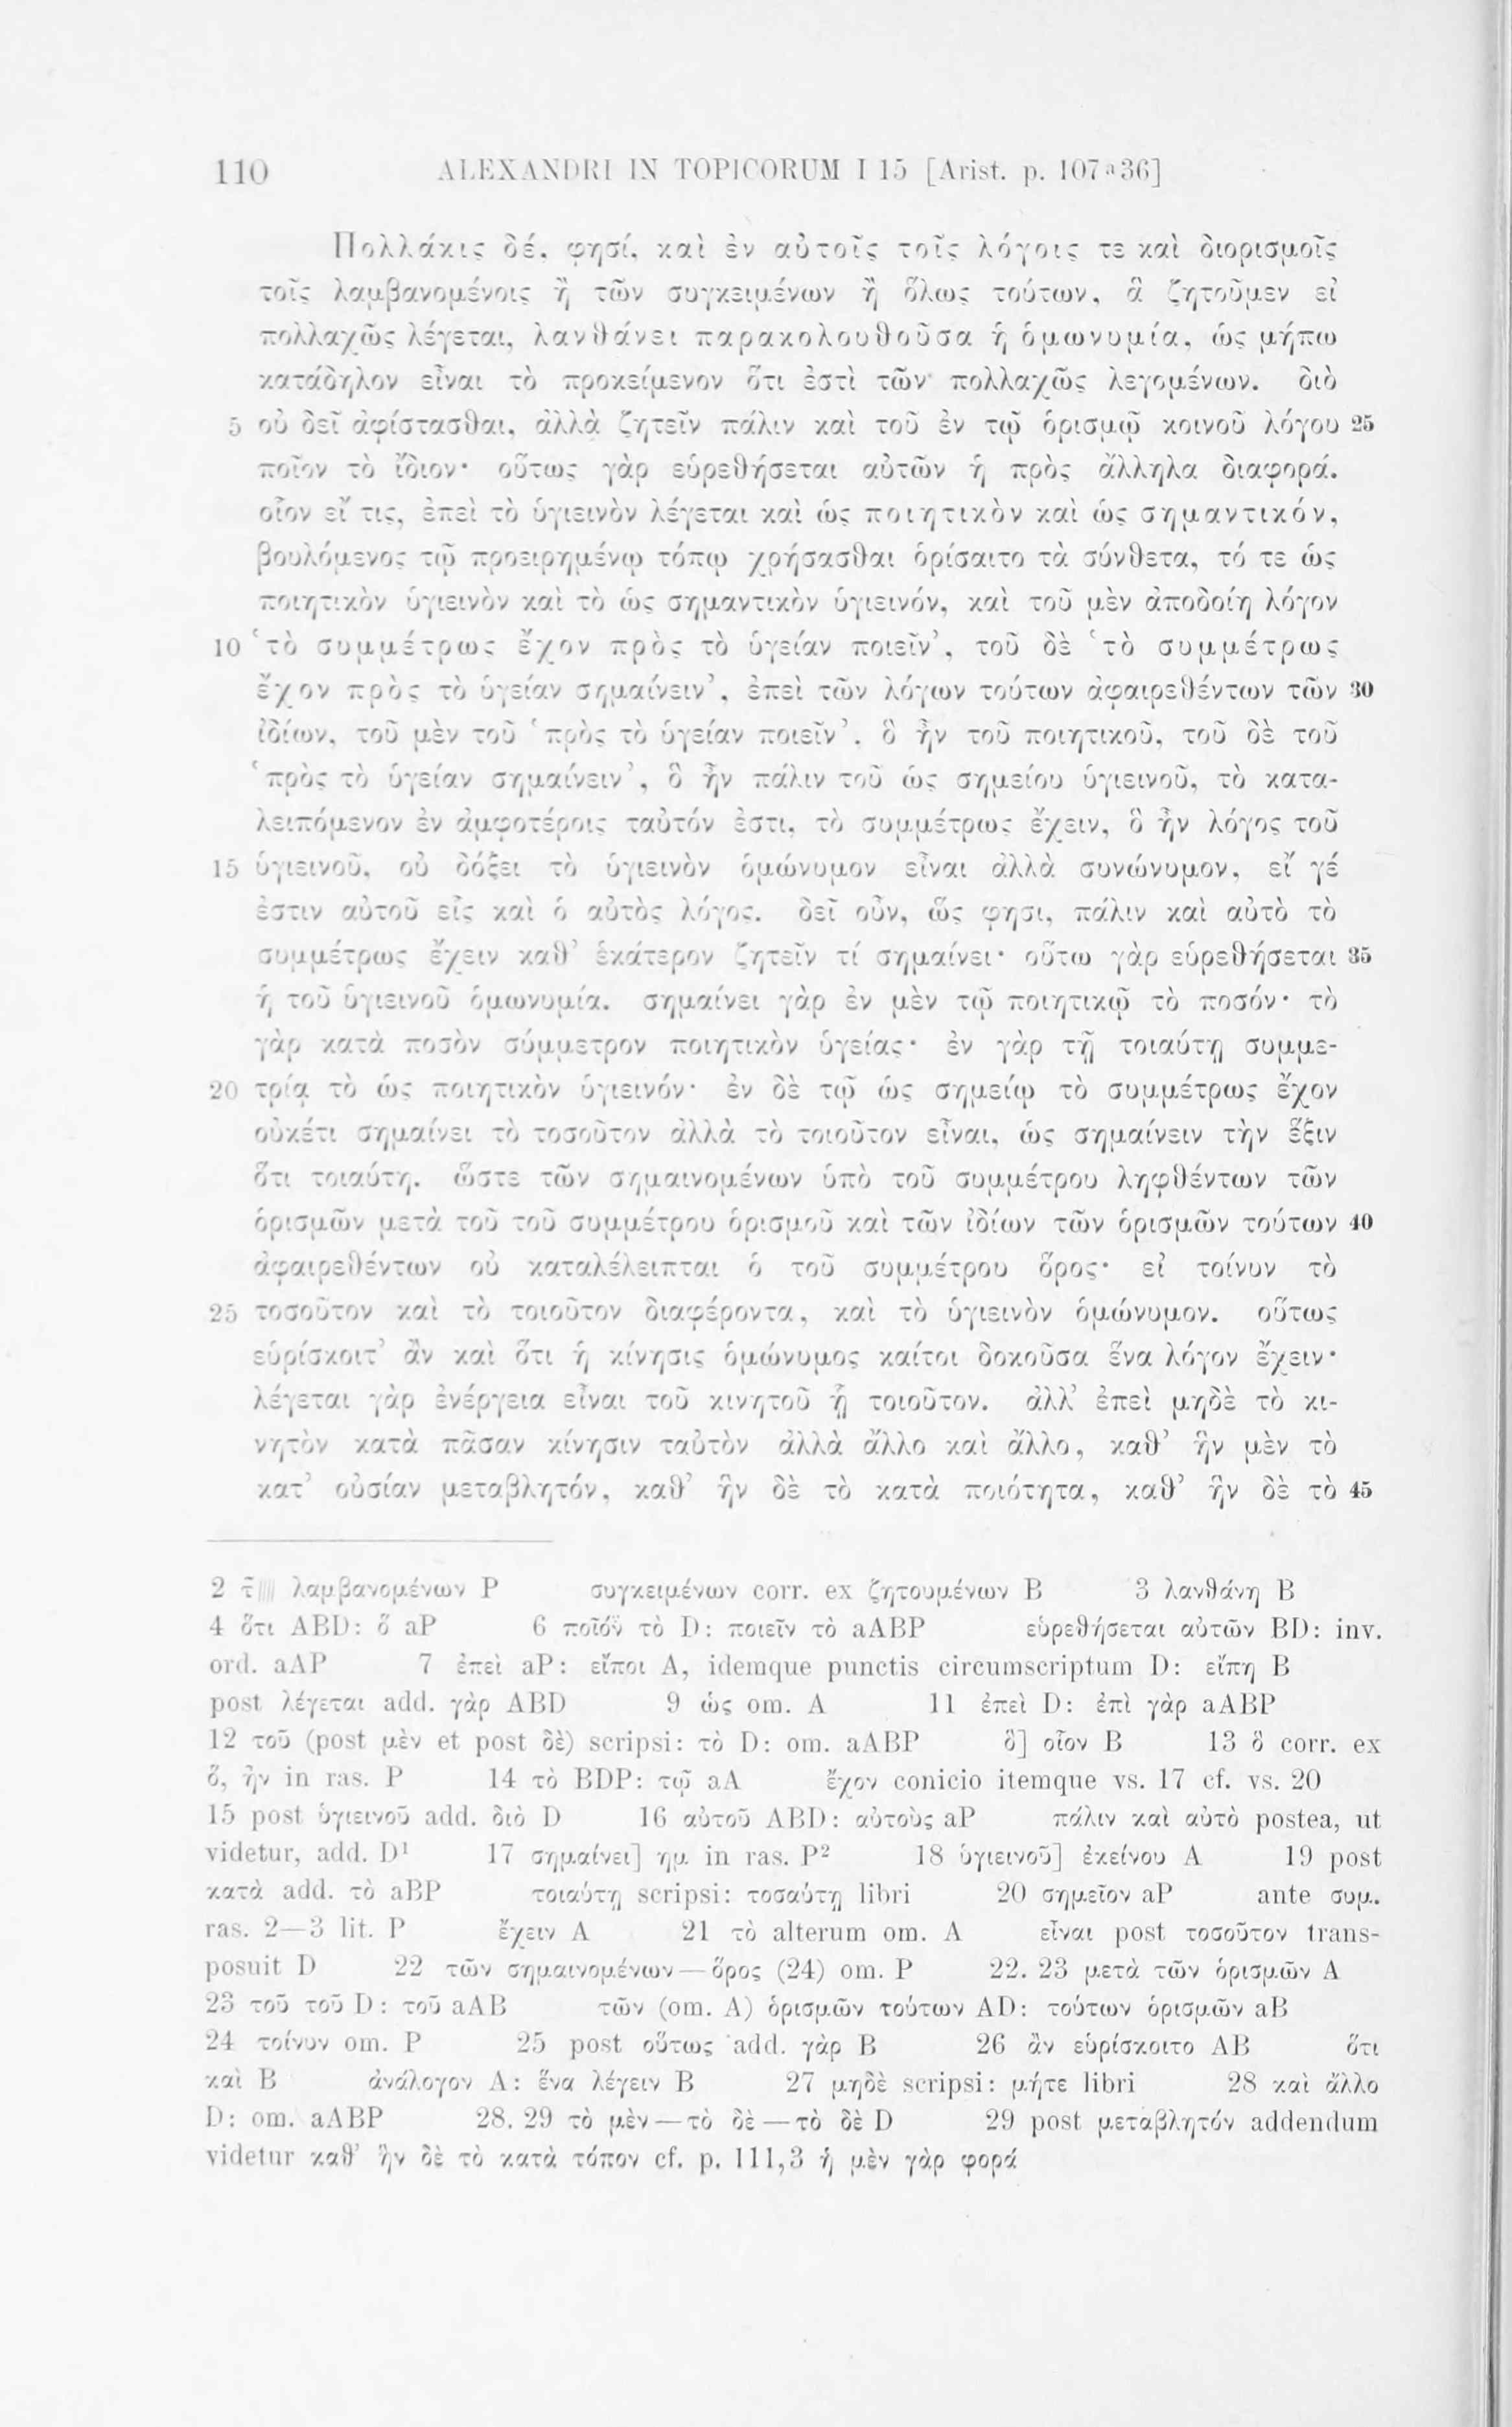 110 ALEXANDRI IN TOPICORUM I 15 [Arist. p. 107a36]
Πολλάκις δέ, φησί, καὶ ἐν αὐτοῖς τοῖς λόγοις τε καὶ διορισμοῖς
τοῖς λαμβανομένοις ἢ τῶν συγκειμένων ἢ ὅλως τούτων, ἃ ζητοῦμεν εἰ
πολλαχῶς λέγεται, λανθάνει παρακολουθοῦσα ἡ ὁμωνυμία, ὡς μήπω
κατάδηλον εἶναι τὸ προκείμενον ὅτι ἐστὶ τῶν πολλαχῶς λεγομένων. διὸ
5 οὐ δεῖ ἀφίστασθαι, ἀλλὰ ζητεῖν πάλιν καὶ τοῦ ἐν τῷ ὁρισμῷ κοινοῦ λόγου 25
ποῖον τὸ ἴδιον· οὕτως γὰρ εὑρεθήσεται αὐτῶν ἡ πρὸς ἄλληλα διαφορά.
οἷον εἴ τις, ἐπεὶ τὸ ὑγιεινὸν λέγεται καὶ ὡς ποιητικὸν καὶ ὡς σημαντικόν,
βουλόμενος τῷ προειρημένῳ τόπῳ χρήσασθαι ὁρίσαιτο τὰ σύνθετα, τό τε ὡς
ποιητικὸν ὑγιεινὸν καὶ τὸ ὡς σημαντικὸν ὑγιεινόν, καὶ τοῦ μὲν ἀποδοίη λόγον
10 ‘τὸ συμμέτρως ἔχον πρὸς τὸ ὑγείαν ποιεῖν’, τοῦ δὲ ‘τὸ συμμέτρως
ἔχον πρὸς τὸ ὑγείαν σημαίνειν’, ἐπεὶ τῶν λόγων τούτων ἀφαιρεθέντων τῶν 30
ἰδίων, τοῦ μὲν τοῦ ‘πρὸς τὸ ὑγείαν ποιεῖν’, ὃ ἦν τοῦ ποιητικοῦ, τοῦ δὲ τοῦ
‘πρὸς τὸ ὑγείαν σημαίνειν’, ὃ ἦν πάλιν τοῦ ὡς σημείου ὑγιεινοῦ, τὸ κατα-
λειπόμενον ἐν ἀμφοτέροις ταὐτόν ἐστι, τὸ συμμέτρως ἔχειν, ὃ ἦν λόγος τοῦ
15 ὑγιεινοῦ, οὐ δόξει τὸ ὑγιεινὸν ὁμώνυμον εἶναι ἀλλὰ συνώνυμον, εἴ γέ
ἐστιν αὐτοῦ εἷς καὶ ὁ αὐτὸς λόγος. δεῖ οὖν, ὥς φησι, πάλιν καὶ αὐτὸ τὸ
συμμέτρως ἔχειν καθ’ ἑκάτερον ζητεῖν τί σημαίνει· οὕτω γὰρ εὑρεθήσεται 35
ἡ τοῦ ὑγιεινοῦ ὁμωνυμία. σημαίνει γὰρ ἐν μὲν τῷ ποιητικῷ τὸ ποσόν· τὸ
γὰρ κατὰ ποσὸν σύμμετρον ποιητικὸν ὑγείας· ἐν γὰρ τῇ τοιαύτῃ συμμε-
20 τρίᾳ τὸ ὡς ποιητικὸν ὑγιεινόν· ἐν δὲ τῷ ὡς σημείῳ τὸ συμμέτρως ἔχον
οὐκέτι σημαίνει τὸ τοσοῦτον ἀλλὰ τὸ τοιοῦτον εἶναι, ὡς σημαίνειν τὴν ἕξιν
ὅτι τοιαύτη. ὥστε τῶν σημαινομένων ὑπὸ τοῦ συμμέτρου ληφθέντων τῶν
ὁρισμῶν μετὰ τοῦ τοῦ συμμέτρου ὁρισμοῦ καὶ τῶν ἰδίων τῶν ὁρισμῶν τούτων 40
ἀφαιρεθέντων οὐ καταλέλειπται ὁ τοῦ συμμέτρου ὅρος· εἰ τοίνυν τὸ
25 τοσοῦτον καὶ τὸ τοιοῦτον διαφέροντα, καὶ τὸ ὑγιεινὸν ὁμώνυμον. οὕτως
εὑρίσκοιτ’ ἂν καὶ ὅτι ἡ κίνησις ὁμώνυμος καίτοι δοκοῦσα ἕνα λόγον ἔχειν·
λέγεται γὰρ ἐνέργεια εἶναι τοῦ κινητοῦ ᾗ τοιοῦτον. ἀλλ’ ἐπεὶ μηδὲ τὸ κι-
νητὸν κατὰ πᾶσαν κίνησιν ταὐτὸν ἀλλὰ ἄλλο καὶ ἄλλο, καθ’ ἣν μὲν τὸ
κατ’ οὐσίαν μεταβλητόν, καθ’ ἣν δὲ τὸ κατὰ ποιότητα, καθ’ ἣν δὲ τὸ 45
2 λαμβανομένων P συγκειμένων corr. ex ζητουμένων B 3 λανθάνη B
4 ὅτι ABD: ὃ aP 6 ποῖόν τὸ D: ποιεῖν τὸ aABP εὑρεθήσεται αὐτῶν BD: inv.
ord. aAP 7 ἐπεὶ aP: εἴποι A, idemque punctis circumscriptum D: εἴπη B
post λέγεται add. γὰρ ABD 9 ὡς om. A 11 ἐπεὶ D: ἐπὶ γὰρ aABP
12 τοῦ (post μὲν et post δὲ) scripsi: τὸ D: om. aABP ὃ] οἷον B 13 ὃ corr. ex
ὅ, ἦν in ras. P 14 τὸ BDP: τῷ aA ἔχον conicio itemque vs. 17 cf. vs. 20
15 post ὑγιεινοῦ add. διὸ D 16 αὐτοῦ ABD: αὐτοὺς aP πάλιν καὶ αὐτὸ postea, ut
videtur, add. D¹ 17 σημαίνει] ημ in ras. P² 18 ὑγιεινοῦ] ἐκείνου A 19 post
κατὰ add. τὸ aBP τοιαύτῃ scripsi: τοσαύτῃ libri 20 σημεῖον aP ante συμ.
ras. 2—3 lit. P ἔχειν A 21 τὸ alterum om. A εἶναι post τοσοῦτον trans-
posuit D 22 τῶν σημαινομένων—ὅρος (24) om. P 22. 23 μετὰ τῶν ὁρισμῶν A
23 τοῦ τοῦ D: τοῦ aAB τῶν (om. A) ὁρισμῶν τούτων AD: τούτων ὁρισμῶν aB
24 τοίνυν om. P 25 post οὕτως add. γὰρ B 26 ἂν εὑρίσκοιτο AB ὅτι
καὶ B ἀνάλογον A: ἕνα λέγειν B 27 μηδὲ scripsi: μήτε libri 28 καὶ ἄλλο
D: om. aABP 28. 29 τὸ μὲν—τὸ δὲ—τὸ δὲ D 29 post μεταβλητόν addendum
videtur καθ’ ἣν δὲ τὸ κατὰ τόπον cf. p. 111,3 ἡ μὲν γὰρ φορά